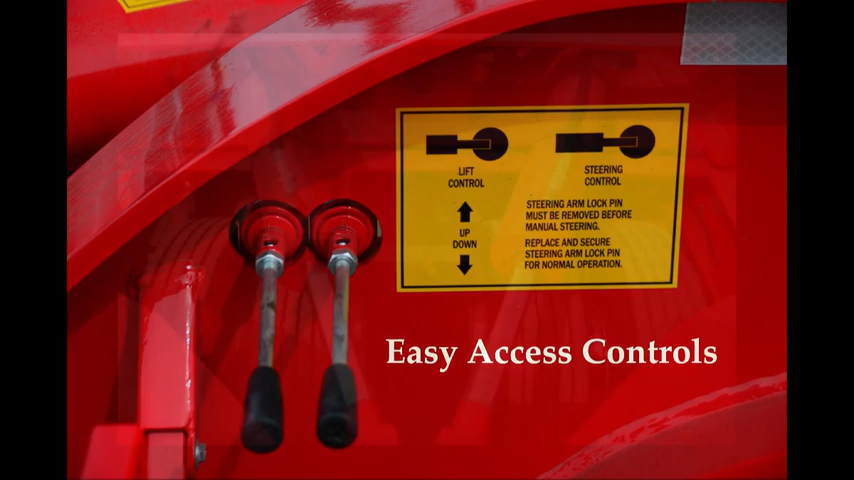 LIFT
CONTROL
UP
DOWN
STEERING
CONTROL
STEERING ARM LOCK PIN
MUST BE REMOVED BEFORE
MANUAL STEERING.
REPLACE AND SECURE
STEERING ARM LOCK PIN
FOR NORMAL OPERATION.
Easy Access Controls